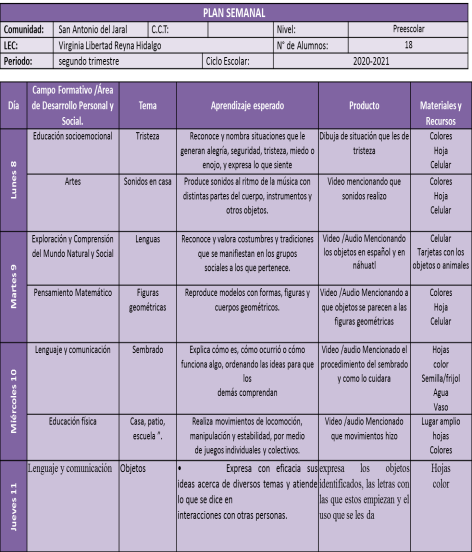 PLAN SEMANAL
Comunidad: San Antonio del Jaral C.C.T: Nivel: Preescolar
LEC: Virginia Libertad Reyna Hidalgo N° de Alumnos: 18
Periodo: segundo trimestre Ciclo Escolar: 2020-2021
Día
Campo Formativo /Área
de Desarrollo Personal y
Social.
Tema
Aprendizaje esperado
Producto
Materiales y
Recursos
Lunes 8
Educación socioemocional
Tristeza
Reconoce y nombra situaciones que le
generan alegría, seguridad, tristeza, miedo o
enojo, y expresa lo que siente
Dibuja de situación que les de
tristeza
Colores
Hoja
Celular
Artes
Sonidos en casa
Produce sonidos al ritmo de la música con
distintas partes del cuerpo, instrumentos y
otros objetos.
Video mencionando que
sonidos realizo
Colores
Hoja
Celular
Martes 9
Exploración y Comprensión
del Mundo Natural y Social
Lenguas
Reconoce y valora costumbres y tradiciones
que se manifiestan en los grupos
sociales a los que pertenece.
Video /Audio Mencionando
los objetos en español y en
náhuatl
Celular
Tarjetas con los
objetos o animales
Pensamiento Matemático
Figuras
geométricas
Reproduce modelos con formas, figuras y
cuerpos geométricos.
Video /Audio Mencionando a
que objetos se parecen a las
figuras geométricas
Colores
Hoja
Celular
Miércoles 10
Lenguaje y comunicación
Sembrado
Explica cómo es, cómo ocurrió o cómo
funciona algo, ordenando las ideas para que
los
demás comprendan
Video /audio Mencionado el
procedimiento del sembrado
y como lo cuidara
Hojas
color
Semilla/frijol
Agua
Vaso
Educación física
Casa, patio,
escuela ".
Realiza movimientos de locomoción,
manipulación y estabilidad, por medio
de juegos individuales y colectivos.
Video /audio Mencionado
que movimientos hizo
Lugar amplio
hojas
Colores
Jueves 11
Lenguaje y comunicación
Objetos
• Expresa con eficacia sus
ideas acerca de diversos temas y atiende
lo que se dice en
interacciones con otras personas.
expresa los objetos
identificados, las letras con
las que estos empiezan y el
uso que se les da
Hojas
color